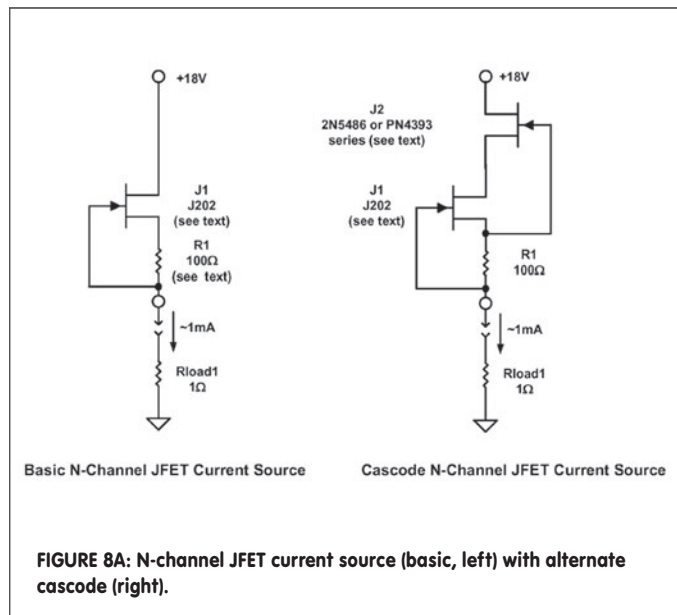 +18V
J1
J202
(see text)
R1
100Ω
(see text)
~1mA
Rload1
1Ω
Basic N-Channel JFET Current Source
+18V
J2
2N5486 or PN4393
series (see text)
J1
J202
(see text)
R1
100Ω
~1mA
Rload1
1Ω
Cascode N-Channel JFET Current Source
FIGURE 8A: N-channel JFET current source (basic, left) with alternate
cascode (right).